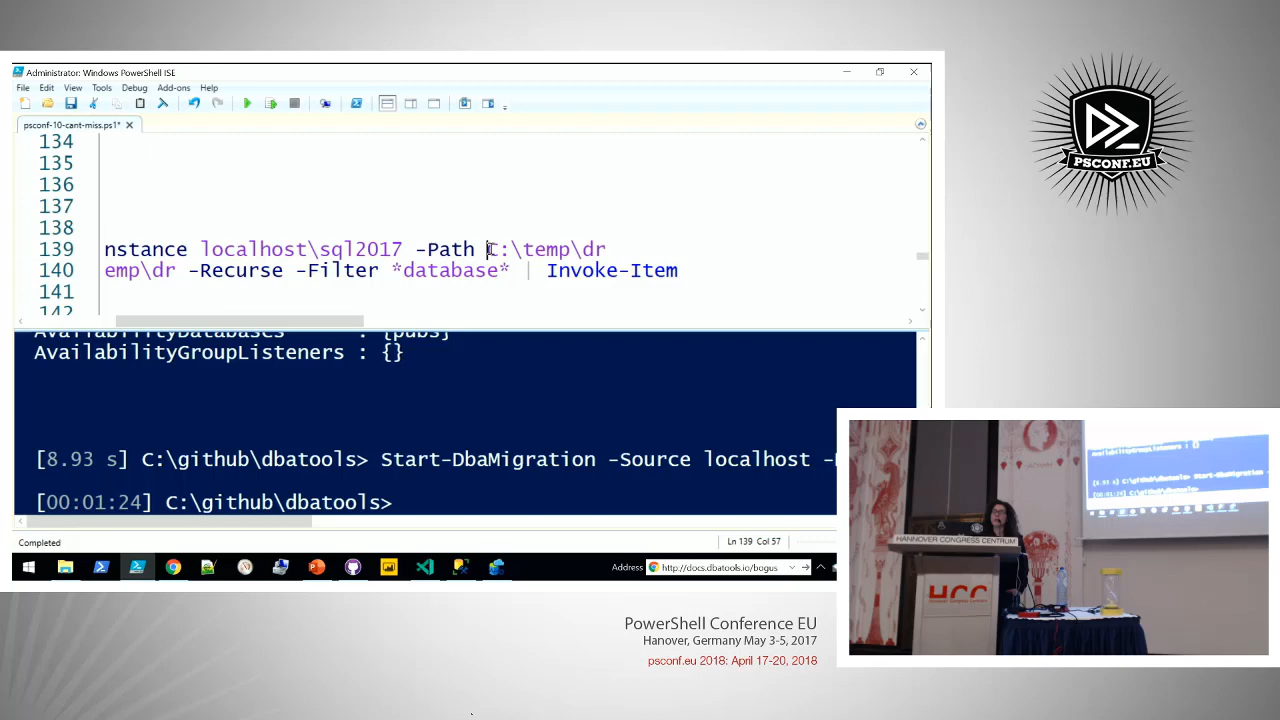 Administrator: Windows PowerShell ISE
File Edit View Tools Debug Add-ons Help
psconf-10-cant-miss.ps1*
134
135
136
137
138
139 nstance localhost\sql2017 -Path C:\temp\dr
140 emp\dr -Recurse -Filter *database* | Invoke-Item
141
142
AvailabilityDatabases : {pubs}
AvailabilityGroupListeners : {}
[8.93 s] C:\github\dbatools> Start-DbaMigration -Source localhost -
[00:01:24] C:\github\dbatools>
Completed
Ln 139 Col 57
Address http://docs.dbatools.io/bogus
PSCONF.EU
HANNOVER CONGRESS CENTRUM
HCC
PowerShell Conference EU
Hanover, Germany May 3-5, 2017
psconf.eu 2018: April 17-20, 2018